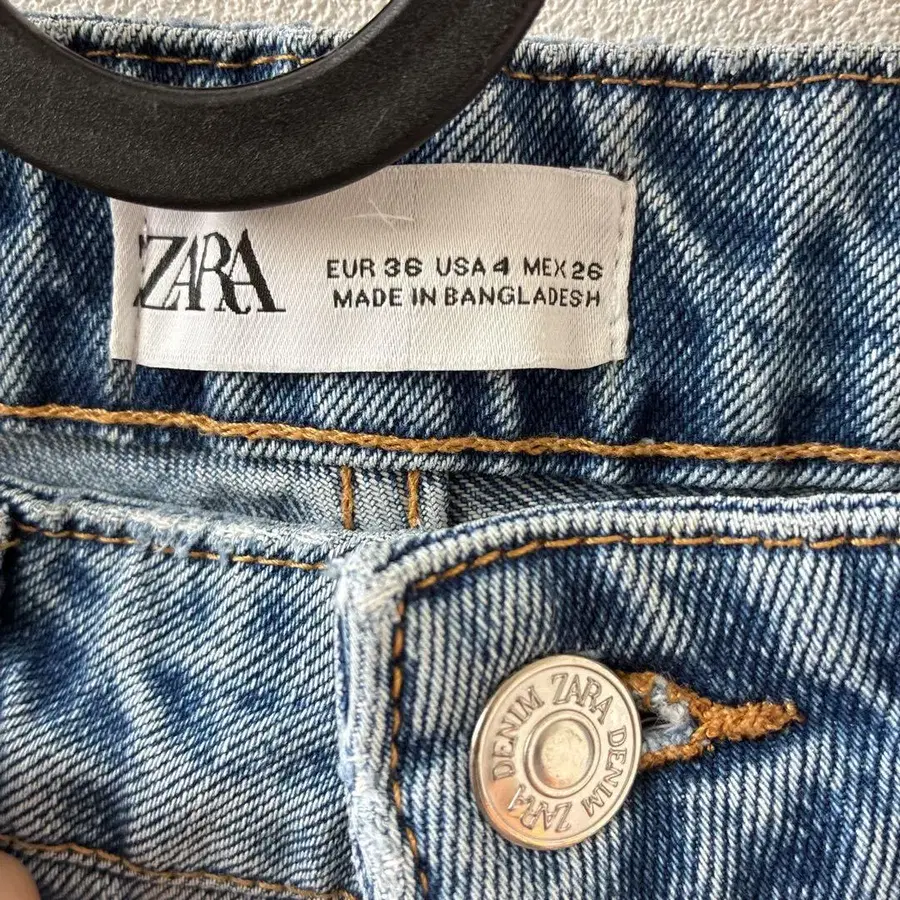 ZARA
EUR 36 USA 4 MEX 26
MADE IN BANGLADESH
ZARA DENIM ZARA DENIM